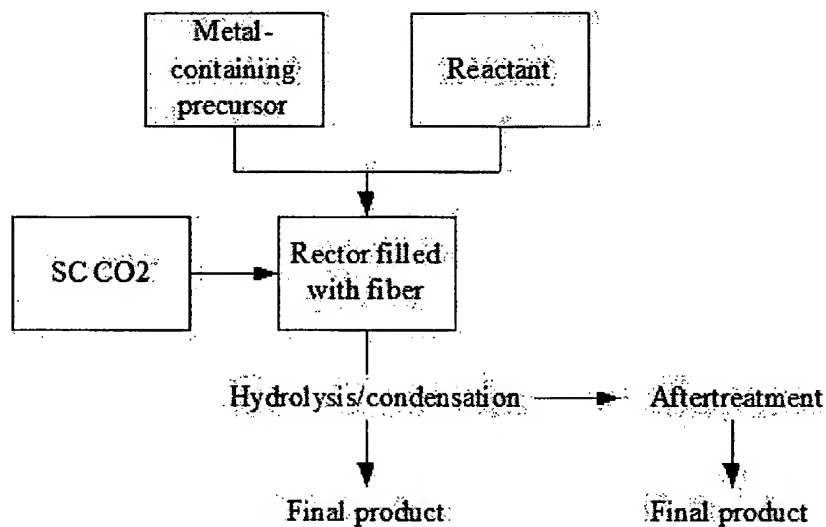 Metal-
containing
precursor
Reactant
SC CO2
Rector filled
with fiber
Hydrolysis/condensation
Aftertreatment
Final product
Final product